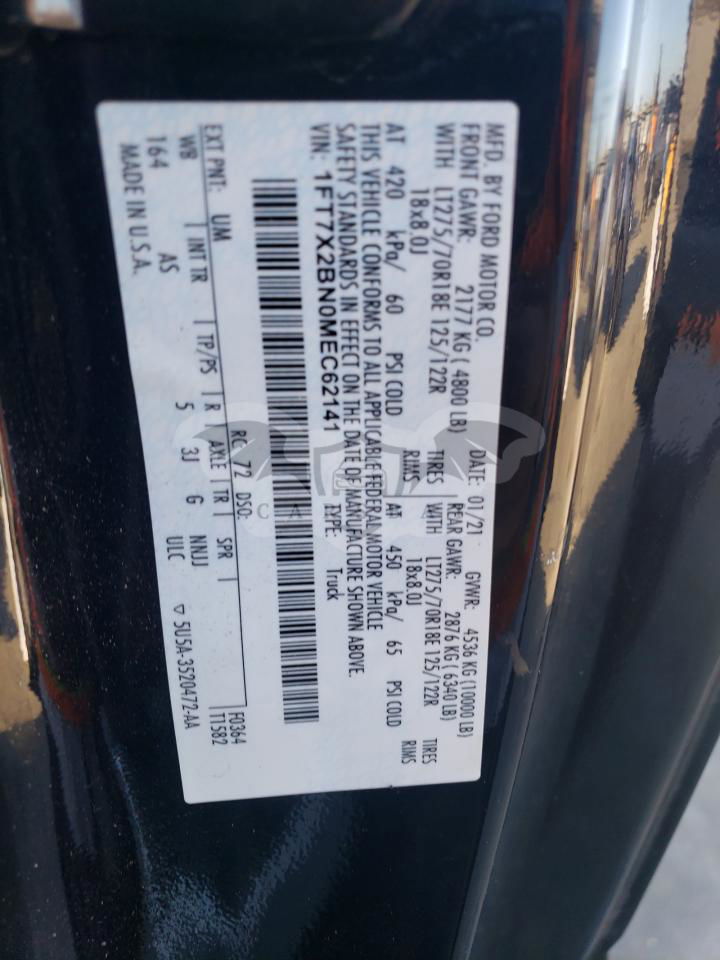 MFD. BY FORD MOTOR CO.
DATE: 01/21 GVWR: 4536 KG (10000 LB)
FRONT GAWR: 2177 KG ( 4800 LB) REAR GAWR: 2876 KG ( 6340 LB)
WITH LT275/70R18E 125/122R TIRES WITH LT275/70R18E 125/122R TIRES
18x8.0J RIMS 18x8.0J RIMS
AT 420 kPa/ 60 PSI COLD AT 450 kPa/ 65 PSI COLD
THIS VEHICLE CONFORMS TO ALL APPLICABLE FEDERAL MOTOR VEHICLE
SAFETY STANDARDS IN EFFECT ON THE DATE OF MANUFACTURE SHOWN ABOVE.
VIN: 1FT7X2BN0MEC62141 TYPE: Truck
EXT PNT: UM RC: 72 DSO: F0364
T1582
WB | INT TR | TP/PS | R | AXLE | TR | SPR |
164 AS 5 3J G NNJJ
MADE IN U.S.A. ULC ▽ 5U5A-3520472-AA